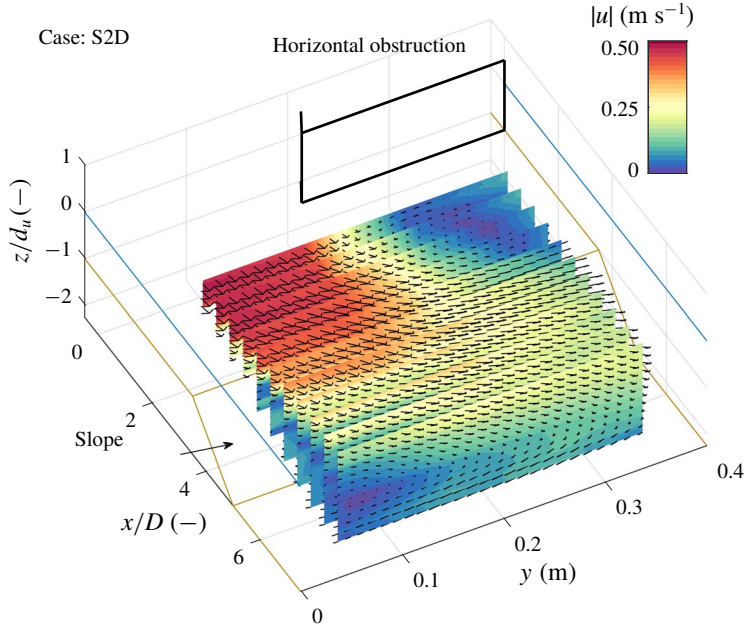 Case: S2D
Horizontal obstruction
|u| (m s⁻¹)
0.50
0.25
0
1
0
−1
−2
z/d_u (−)
0
2
4
6
x/D (−)
Slope
0
0.1
0.2
0.3
0.4
y (m)